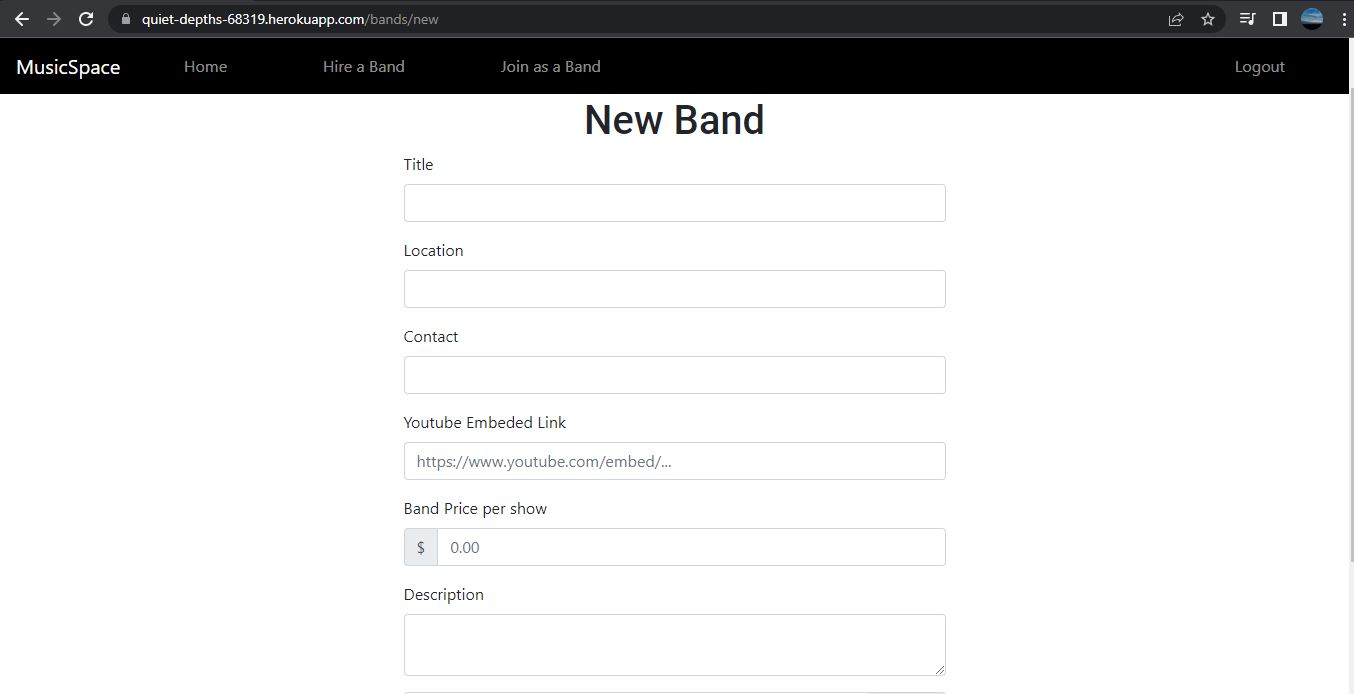 quiet-depths-68319.herokuapp.com/bands/new
MusicSpace Home Hire a Band Join as a Band Logout
New Band
Title
Location
Contact
Youtube Embeded Link
https://www.youtube.com/embed/...
Band Price per show
$ 0.00
Description